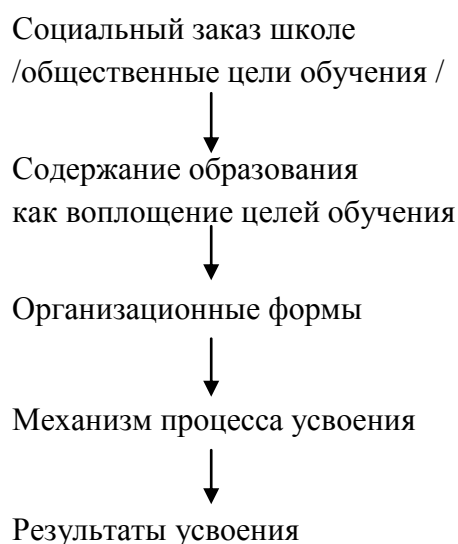 Социальный заказ школе
/общественные цели обучения /
Содержание образования
как воплощение целей обучения
Организационные формы
Механизм процесса усвоения
Результаты усвоения